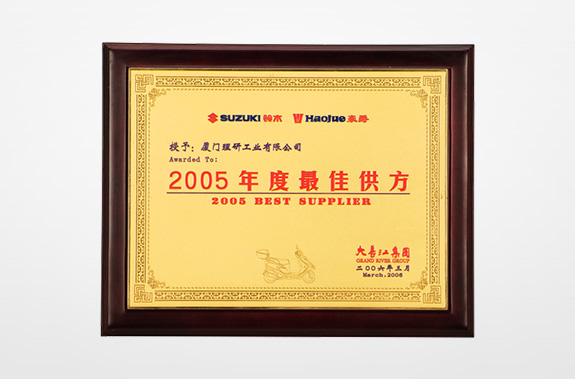 SUZUKI 铃木 HaoJue 豪爵
授予：厦门理研工业有限公司
Awarded To:
2005年度最佳供方
2005 BEST SUPPLIER
大长江集团
GRAND RIVER GROUP
二〇〇六年三月
March.2006